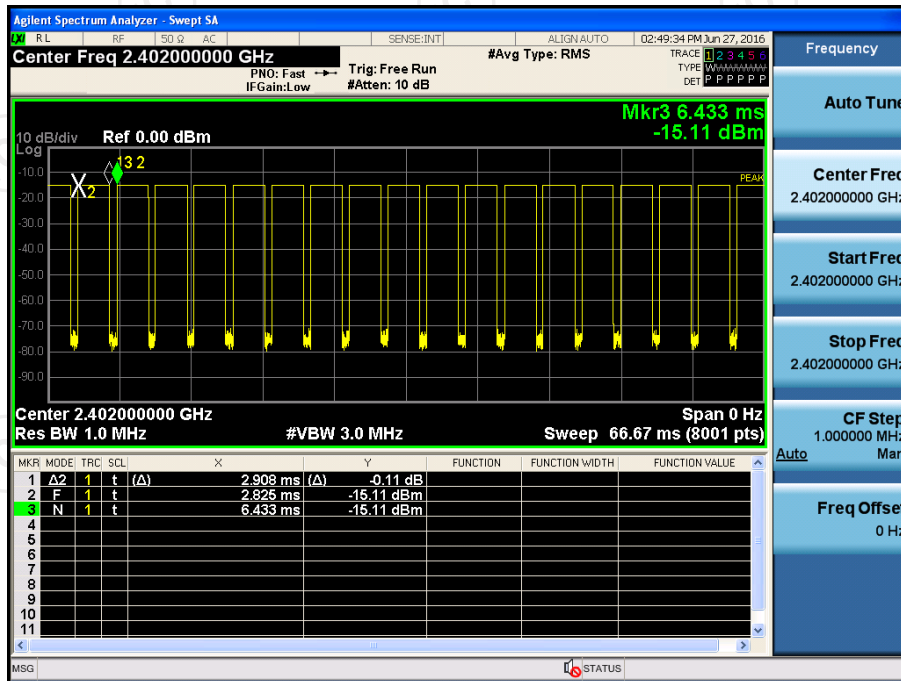 Agilent Spectrum Analyzer - Swept SA
LXI RL RF 50 Ω AC SENSE:INT ALIGN AUTO 02:49:34 PM Jun 27, 2016
Center Freq 2.402000000 GHz #Avg Type: RMS TRACE 1 2 3 4 5 6
PNO: Fast Trig: Free Run TYPE WWWWWW
IFGain:Low #Atten: 10 dB DET P P P P P P
Mkr3 6.433 ms
-15.11 dBm
10 dB/div Ref 0.00 dBm
Log
13 2
-10.0
PEAK
X2
-20.0
-30.0
-40.0
-50.0
-60.0
-70.0
-80.0
-90.0
Center 2.402000000 GHz Span 0 Hz
Res BW 1.0 MHz #VBW 3.0 MHz Sweep 66.67 ms (8001 pts)
MKR MODE TRC SCL X Y FUNCTION FUNCTION WIDTH FUNCTION VALUE
1 Δ2 1 t (Δ) 2.908 ms (Δ) -0.11 dB
2 F 1 t 2.825 ms -15.11 dBm
3 N 1 t 6.433 ms -15.11 dBm
4
5
6
7
8
9
10
11
MSG STATUS
Frequency
Auto Tune
Center Freq
2.402000000 GHz
Start Freq
2.402000000 GHz
Stop Freq
2.402000000 GHz
CF Step
1.000000 MHz
Auto Man
Freq Offset
0 Hz